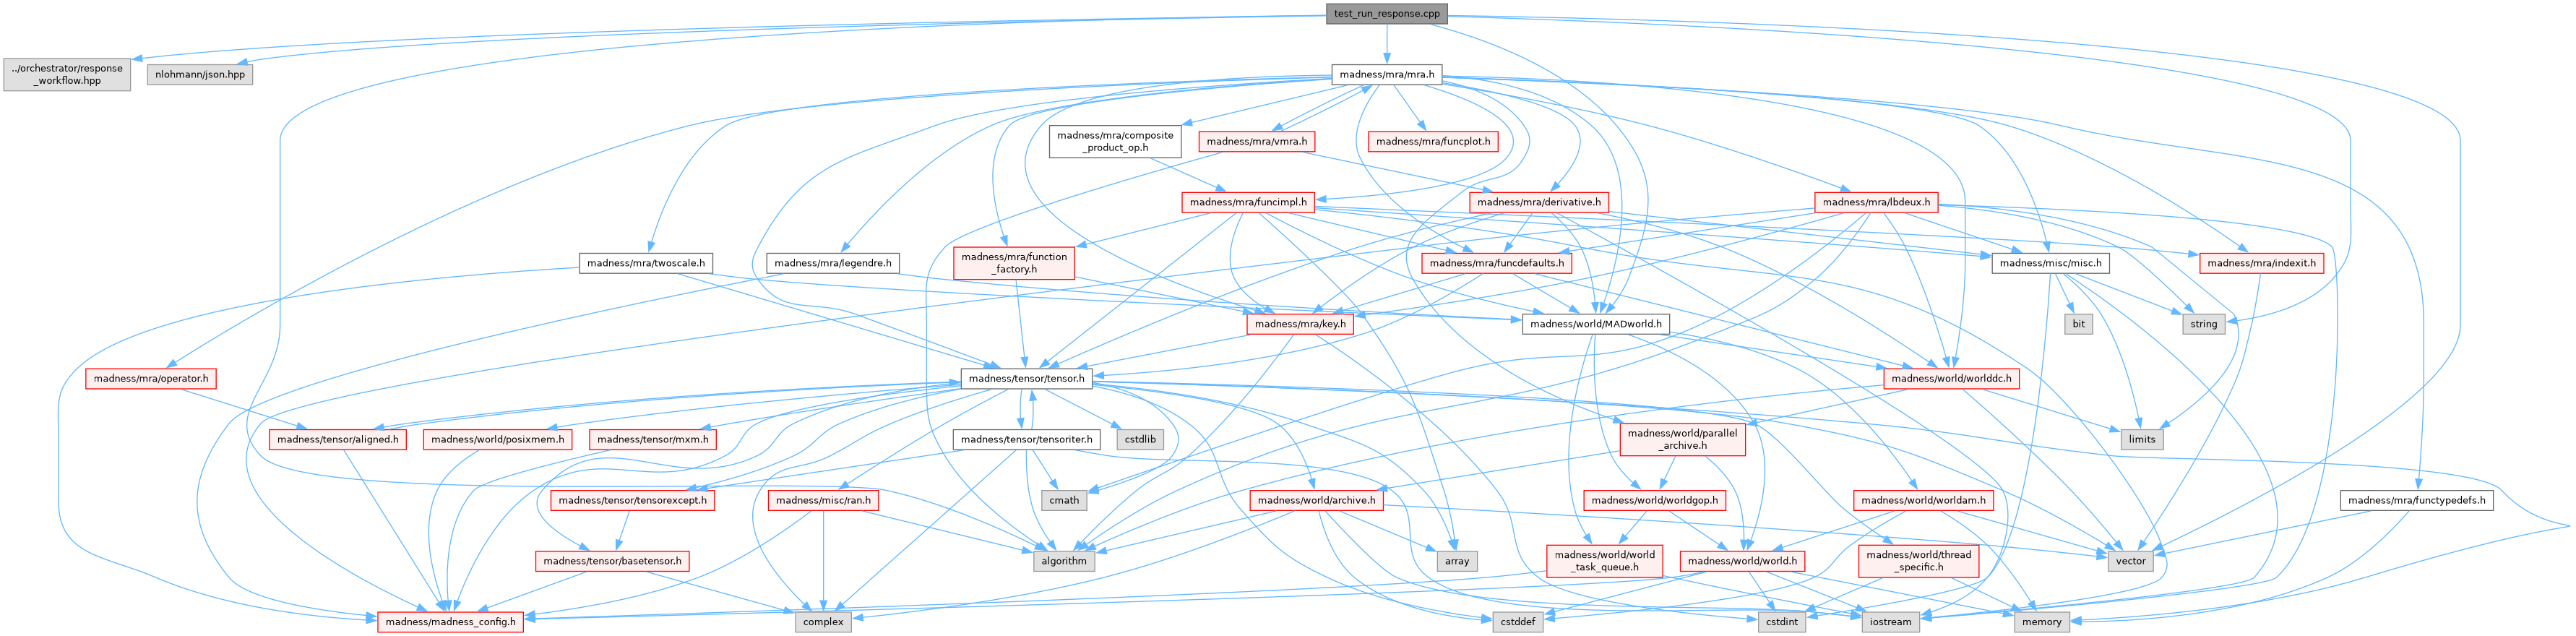 test_run_response.cpp
../orchestrator/response
_workflow.hpp
nlohmann/json.hpp
madness/mra/mra.h
madness/mra/composite
_product_op.h
madness/mra/vmra.h
madness/mra/funcplot.h
madness/mra/funcimpl.h
madness/mra/derivative.h
madness/mra/lbdeux.h
madness/mra/twoscale.h
madness/mra/legendre.h
madness/mra/function
_factory.h
madness/mra/funcdefaults.h
madness/misc/misc.h
madness/mra/indexit.h
madness/mra/key.h
madness/world/MADworld.h
bit
string
madness/mra/operator.h
madness/tensor/tensor.h
madness/world/worlddc.h
madness/tensor/aligned.h
madness/world/posixmem.h
madness/tensor/mxm.h
madness/tensor/tensoriter.h
cstdlib
madness/world/parallel
_archive.h
limits
madness/tensor/tensorexcept.h
madness/misc/ran.h
cmath
madness/world/archive.h
madness/world/worldgop.h
madness/world/worldam.h
madness/mra/functypedefs.h
madness/tensor/basetensor.h
algorithm
array
madness/world/world
_task_queue.h
madness/world/world.h
madness/world/thread
_specific.h
vector
madness/madness_config.h
complex
cstddef
cstdint
iostream
memory